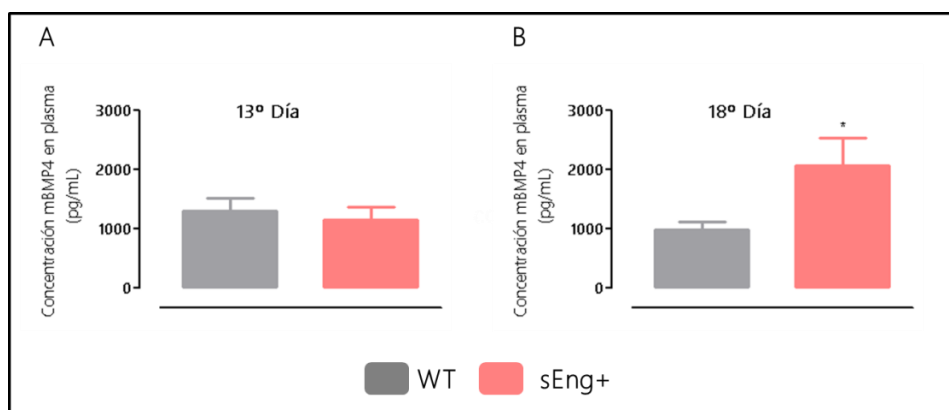 A
Concentración mBMP4 en plasma
(pg/mL)
13º Día
3000
2000
1000
0
B
Concentración mBMP4 en plasma
(pg/mL)
18º Día
*
3000
2000
1000
0
WT
sEng+